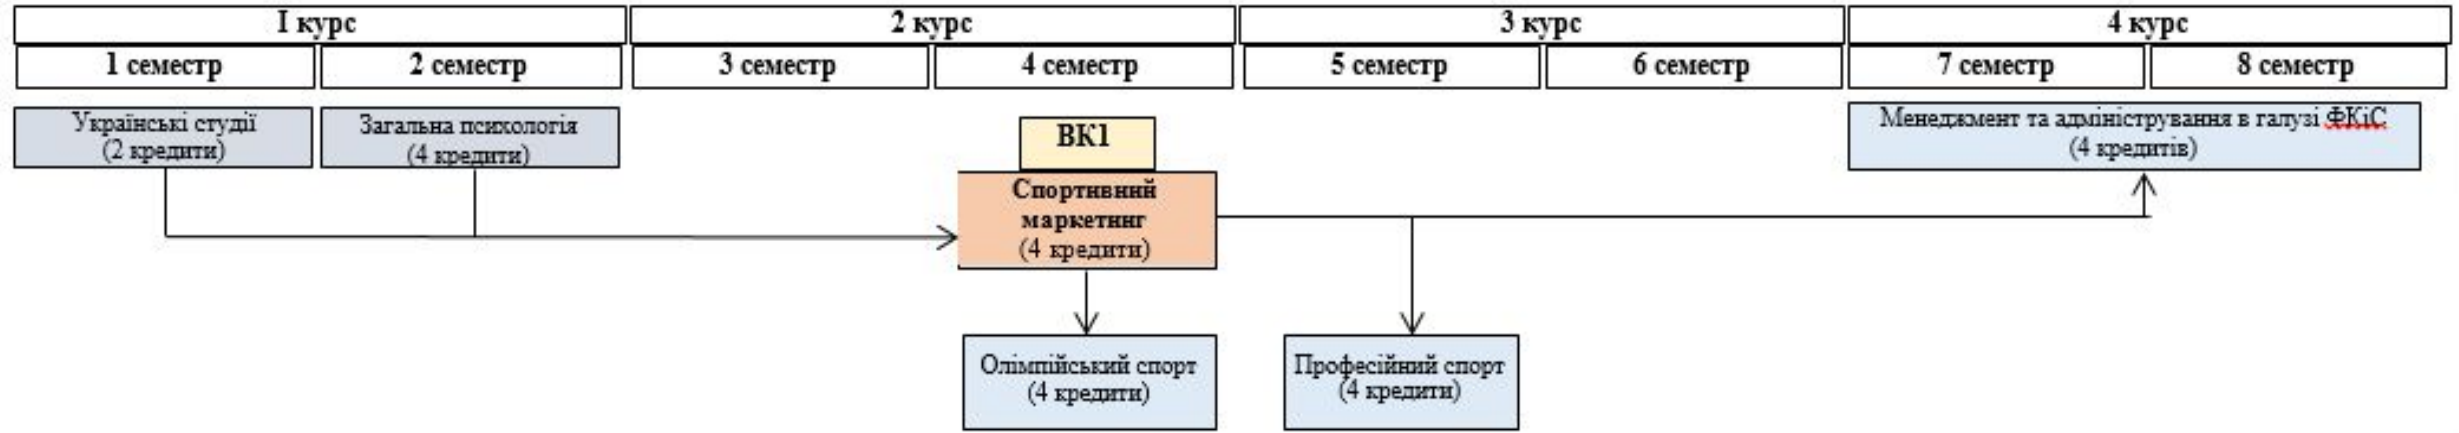 І курс
2 курс
3 курс
4 курс
1 семестр
2 семестр
3 семестр
4 семестр
5 семестр
6 семестр
7 семестр
8 семестр
Українські студії
(2 кредити)
Загальна психологія
(4 кредити)
ВК1
Спортивний
маркетинг
(4 кредити)
Менеджмент та адміністрування в галузі ФКіС
(4 кредитів)
Олімпійський спорт
(4 кредити)
Професійний спорт
(4 кредити)